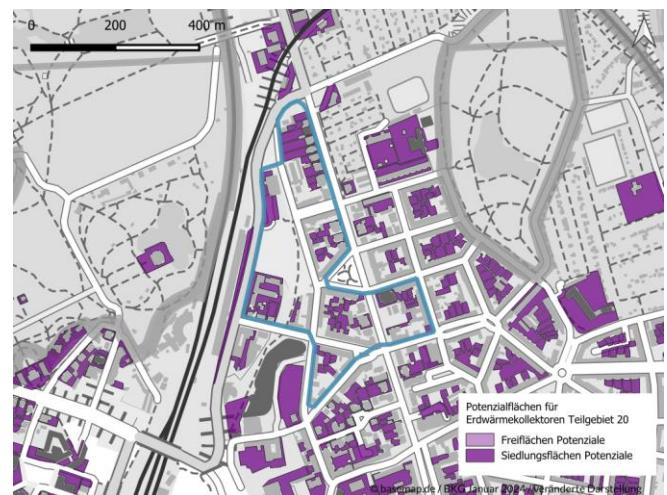 0 200 400 m
Potenzialflächen für
Erdwärmekollektoren Teilgebiet 20
Freiflächen Potenziale
Siedlungsflächen Potenziale
© basemap.de / BKG Januar 2024 / Veränderte Darstellung